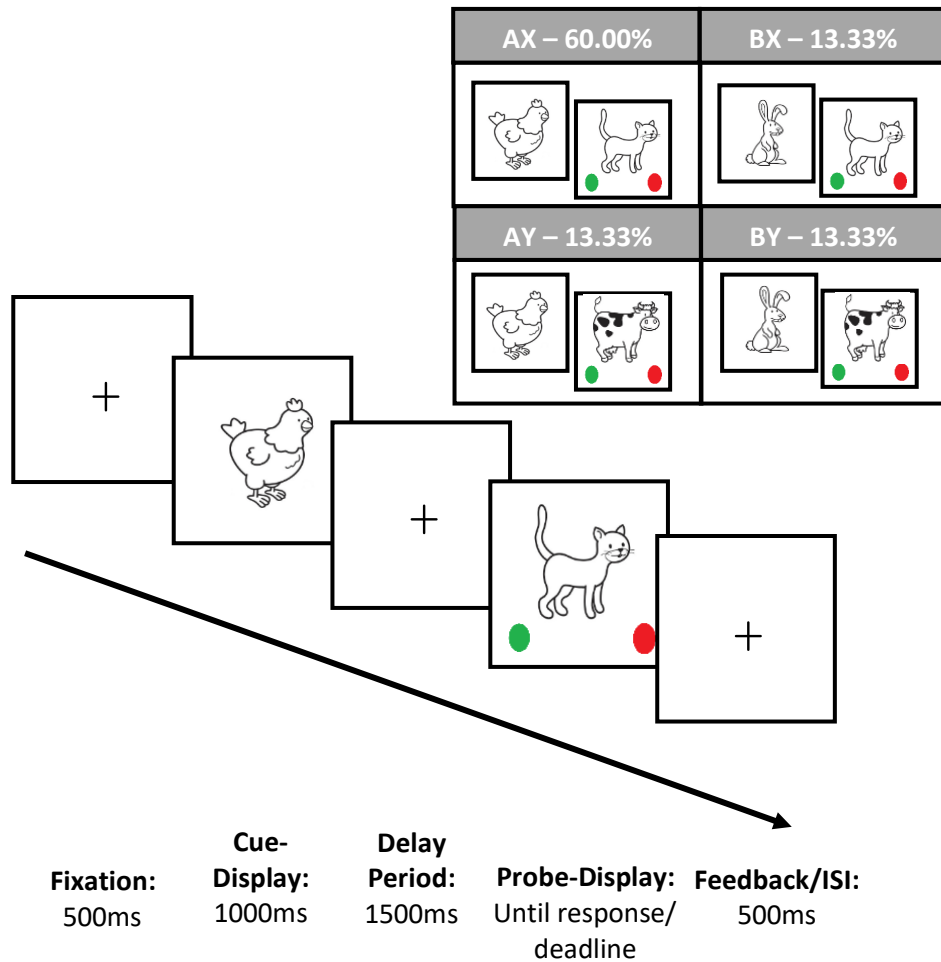 AX – 60.00%
BX – 13.33%
AY – 13.33%
BY – 13.33%
Fixation:
500ms
Cue-
Display:
1000ms
Delay
Period:
1500ms
Probe-Display:
Until response/
deadline
Feedback/ISI:
500ms